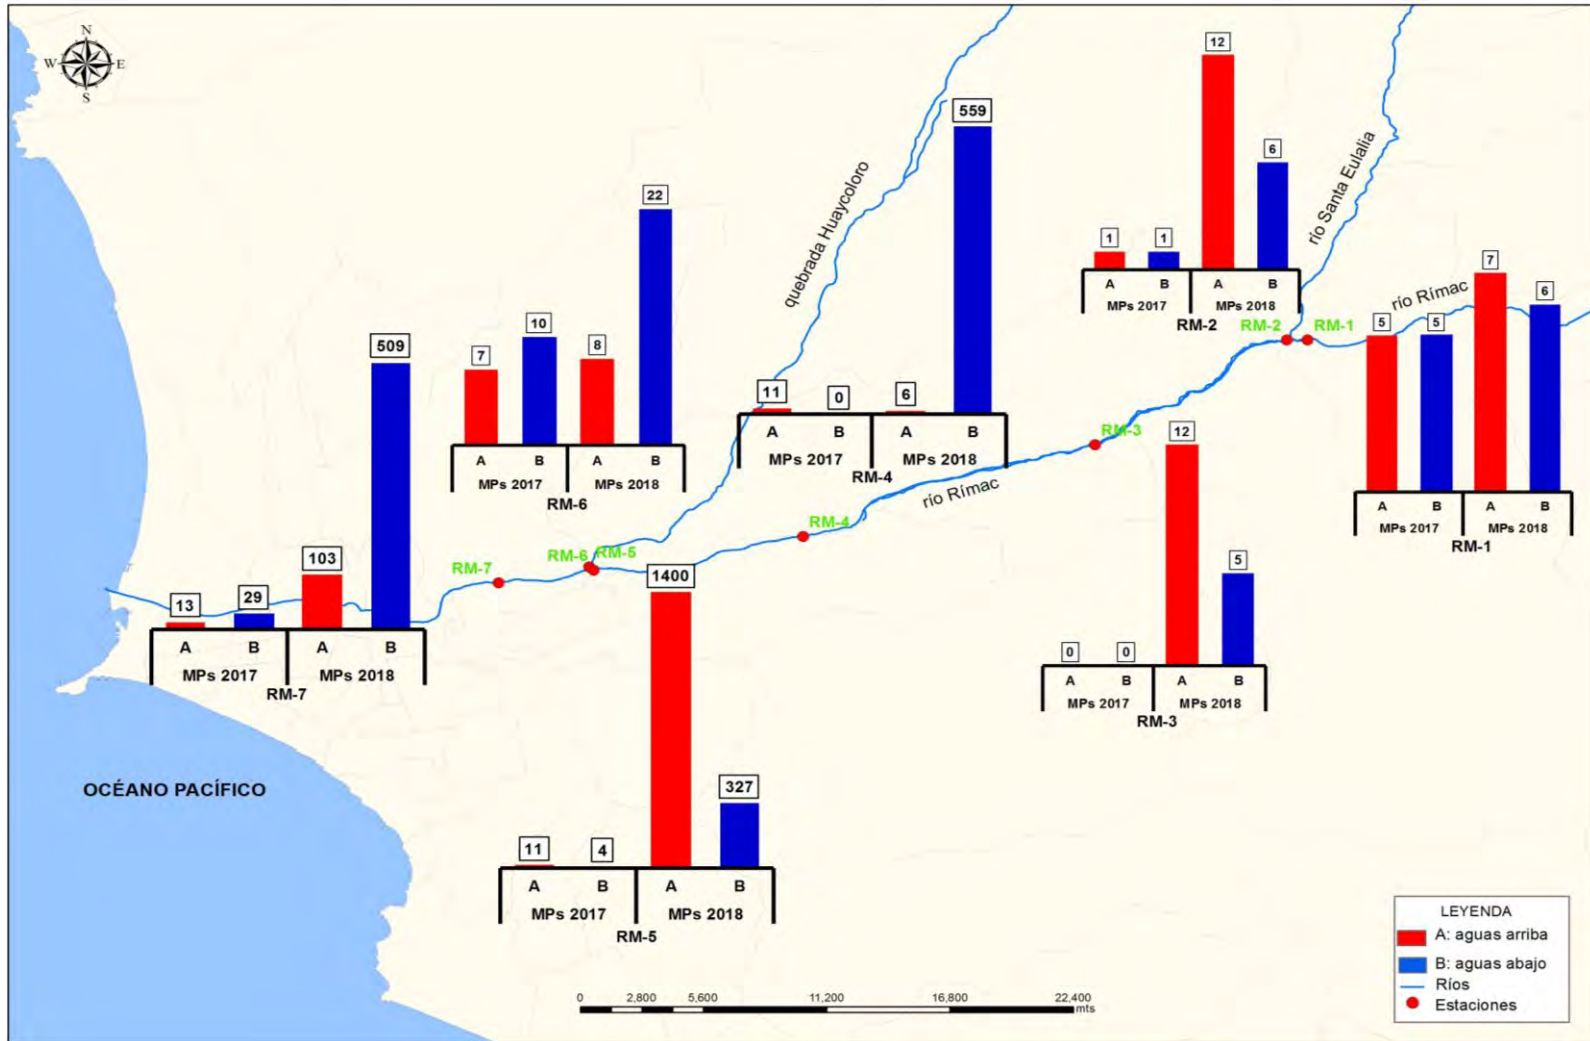 N
W E
S
quebrada Huaycoloro
río Santa Eulalia
río Rímac
río Rímac
12
6
1
1
A B A B
MPs 2017 MPs 2018
RM-2
RM-2
RM-1
7
6
5
5
A B A B
MPs 2017 MPs 2018
RM-1
559
11
0
6
A B A B
MPs 2017 MPs 2018
RM-4
22
10
7
8
A B A B
MPs 2017 MPs 2018
RM-6
RM-3
12
5
0
0
A B A B
MPs 2017 MPs 2018
RM-3
RM-4
RM-6
RM-5
RM-7
509
103
13
29
A B A B
MPs 2017 MPs 2018
RM-7
1400
327
11
4
A B A B
MPs 2017 MPs 2018
RM-5
OCÉANO PACÍFICO
LEYENDA
A: aguas arriba
B: aguas abajo
Ríos
Estaciones
0 2,800 5,600 11,200 16,800 22,400
mts